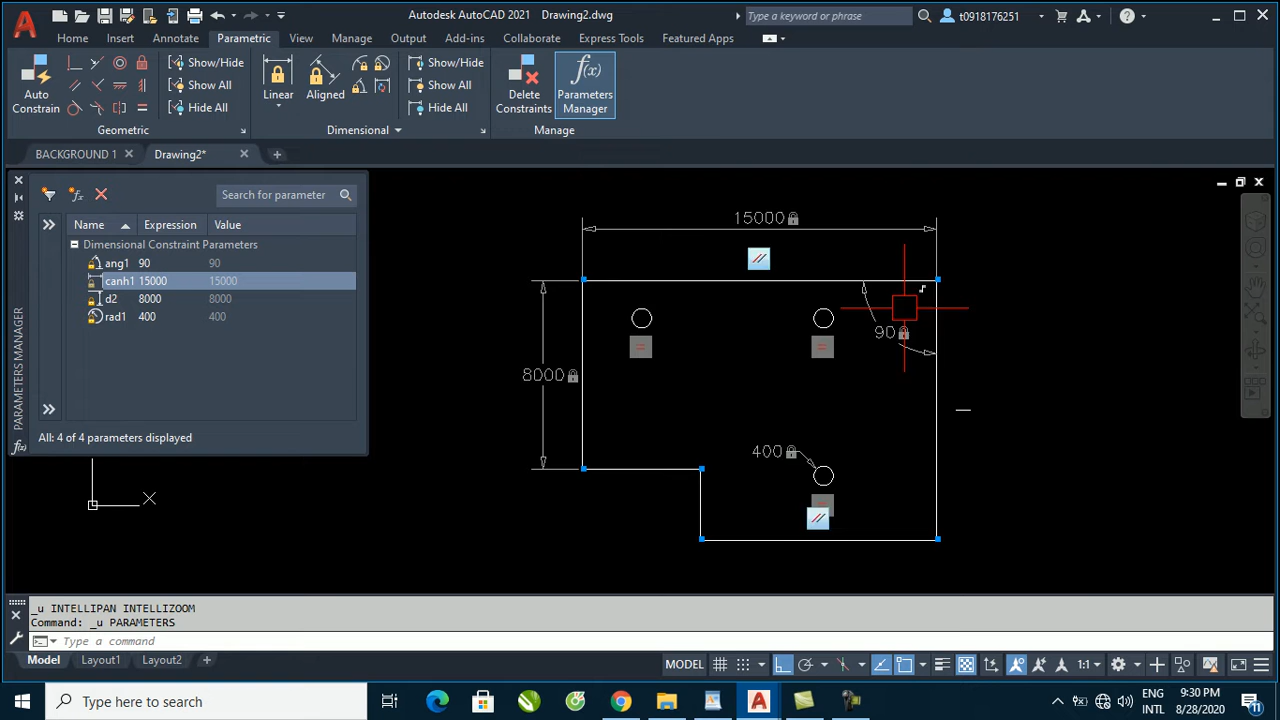 Autodesk AutoCAD 2021 Drawing2.dwg
Type a keyword or phrase
t0918176251
Home Insert Annotate Parametric View Manage Output Add-ins Collaborate Express Tools Featured Apps
Auto Constrain
Show/Hide
Show All
Hide All
Geometric
Linear
Aligned
Show/Hide
Show All
Hide All
Dimensional
Delete Constraints
Parameters Manager
Manage
BACKGROUND 1
Drawing2*
Search for parameter
Name Expression Value
Dimensional Constraint Parameters
ang1 90 90
canh1 15000 15000
d2 8000 8000
rad1 400 400
All: 4 of 4 parameters displayed
PARAMETERS MANAGER
15000
90
8000
400
X
_u INTELLIPAN INTELLIZOOM
Command: _u PARAMETERS
Type a command
Model Layout1 Layout2
MODEL
1:1
Type here to search
ENG
INTL
9:30 PM
8/28/2020
11